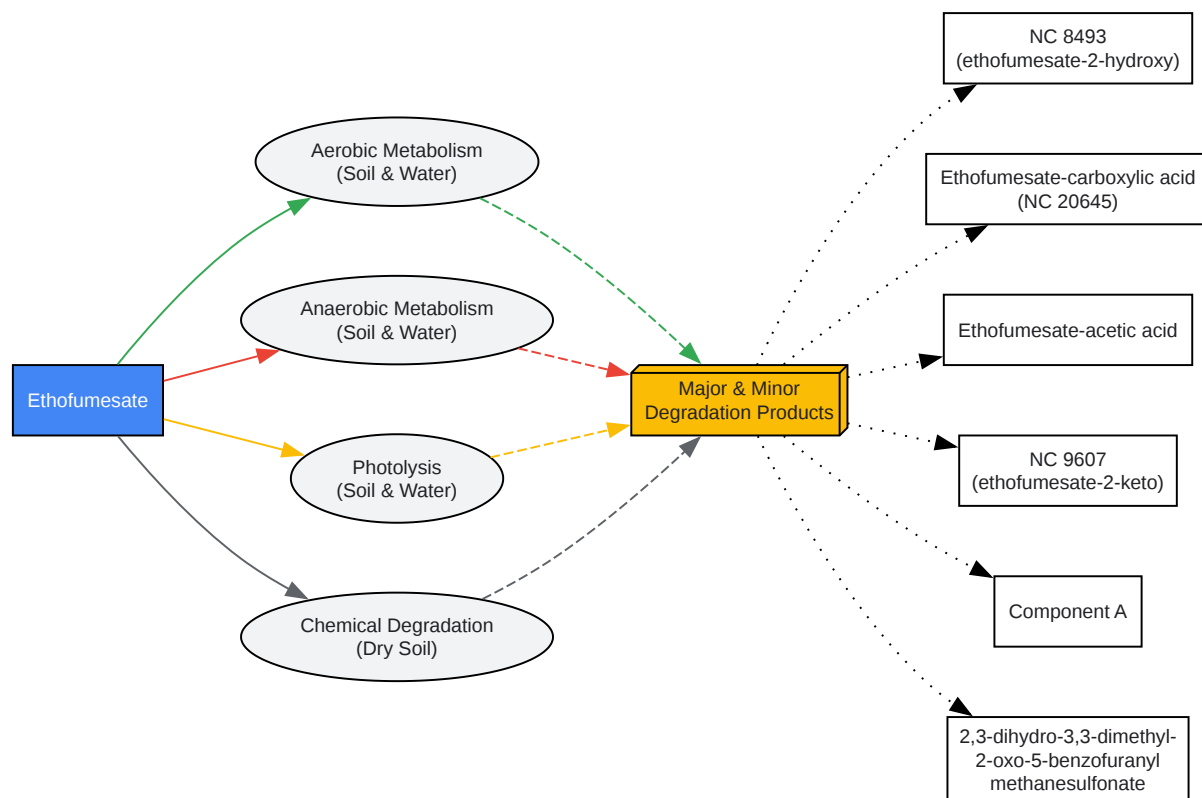 Ethofumesate
Aerobic Metabolism
(Soil & Water)
Anaerobic Metabolism
(Soil & Water)
Photolysis
(Soil & Water)
Chemical Degradation
(Dry Soil)
Major & Minor
Degradation Products
NC 8493
(ethofumesate-2-hydroxy)
Ethofumesate-carboxylic acid
(NC 20645)
Ethofumesate-acetic acid
NC 9607
(ethofumesate-2-keto)
Component A
2,3-dihydro-3,3-dimethyl-
2-oxo-5-benzofuranyl
methanesulfonate